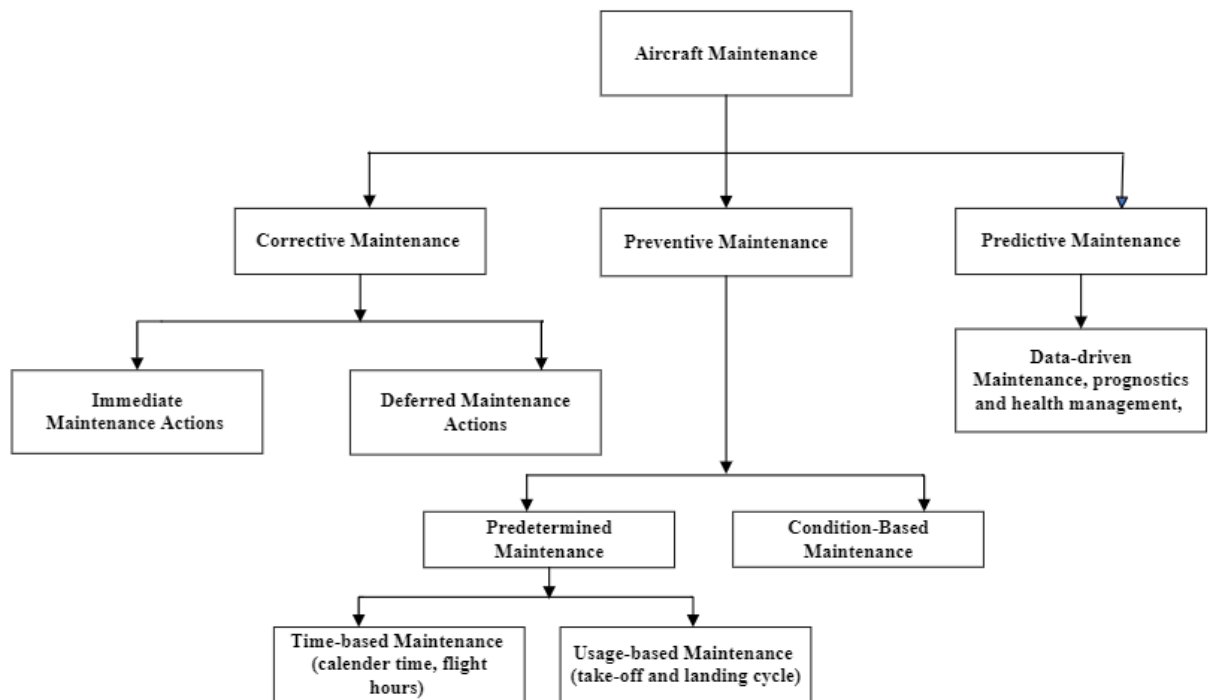 Aircraft Maintenance
Corrective Maintenance
Preventive Maintenance
Predictive Maintenance
Immediate
Maintenance Actions
Deferred Maintenance
Actions
Data-driven
Maintenance, prognostics
and health management,
Predetermined
Maintenance
Condition-Based
Maintenance
Time-based Maintenance
(calender time, flight
hours)
Usage-based Maintenance
(take-off and landing cycle)